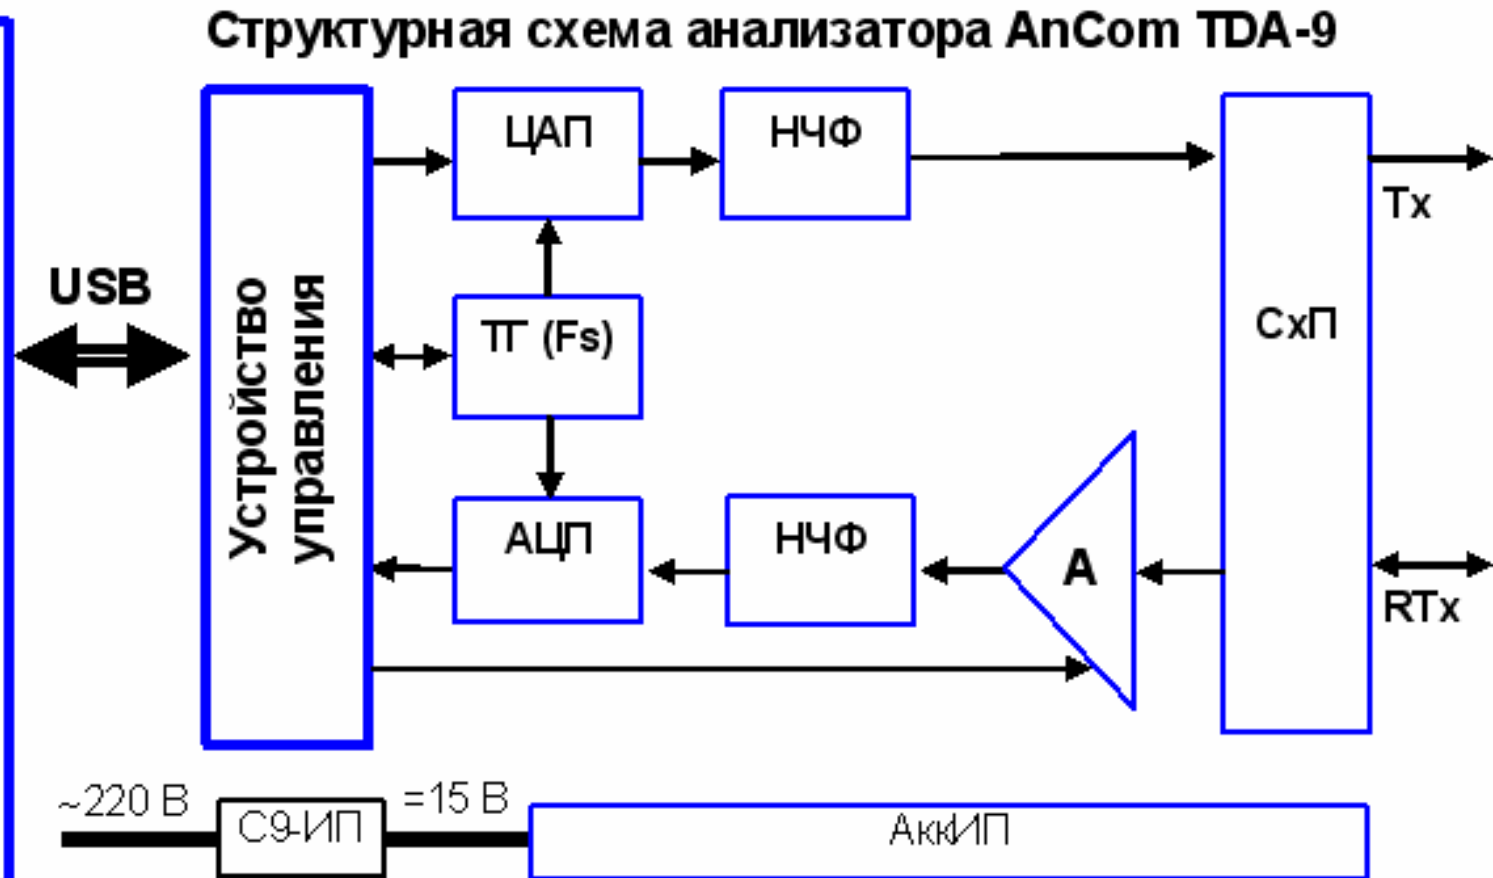 Структурная схема анализатора AnCom TDA-9
ЦАП
НЧФ
Tx
USB
Устройство
управления
ТГ (Fs)
СхП
АЦП
НЧФ
А
RTx
~220 В
С9-ИП
=15 В
АккИП